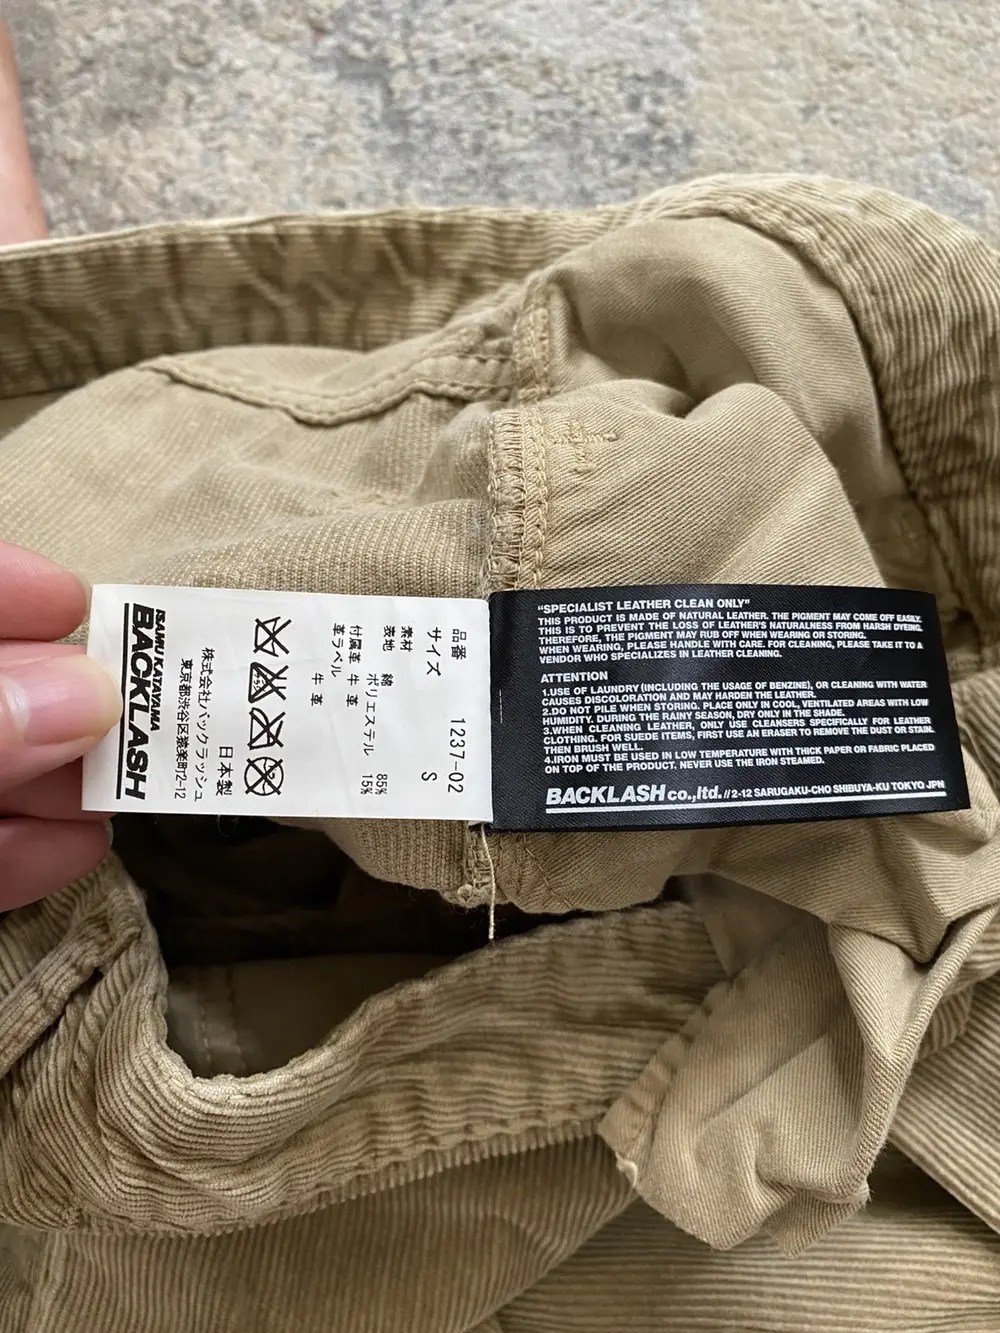 品番 1237-02
サイズ S
素材
表地 綿 85%
ポリエステル 15%
付属革 牛革
革ラベル 牛革
日本製
株式会社バックラッシュ
東京都渋谷区猿楽町2-12
ISAMU KATAYAMA
BACKLASH
"SPECIALIST LEATHER CLEAN ONLY"
THIS PRODUCT IS MADE OF NATURAL LEATHER. THE PIGMENT MAY COME OFF EASILY.
THIS IS TO PREVENT THE LOSS OF LEATHER'S NATURALNESS FROM HARSH DYEING.
THEREFORE, THE PIGMENT MAY RUB OFF WHEN WEARING OR STORING.
WHEN WEARING, PLEASE HANDLE WITH CARE. FOR CLEANING, PLEASE TAKE IT TO A
VENDOR WHO SPECIALIZES IN LEATHER CLEANING.
ATTENTION
1.USE OF LAUNDRY (INCLUDING THE USAGE OF BENZINE), OR CLEANING WITH WATER
CAUSES DISCOLORATION AND MAY HARDEN THE LEATHER.
2.DO NOT PILE WHEN STORING. PLACE ONLY IN COOL, VENTILATED AREAS WITH LOW
HUMIDITY. DURING THE RAINY SEASON, DRY ONLY IN THE SHADE.
3.WHEN CLEANING LEATHER, ONLY USE CLEANSERS SPECIFICALLY FOR LEATHER
CLOTHING. FOR SUEDE ITEMS, FIRST USE AN ERASER TO REMOVE THE DUST OR STAIN.
THEN BRUSH WELL.
4.IRON MUST BE USED IN LOW TEMPERATURE WITH THICK PAPER OR FABRIC PLACED
ON TOP OF THE PRODUCT. NEVER USE THE IRON STEAMED.
BACKLASH co.,ltd. // 2-12 SARUGAKU-CHO SHIBUYA-KU TOKYO JPN